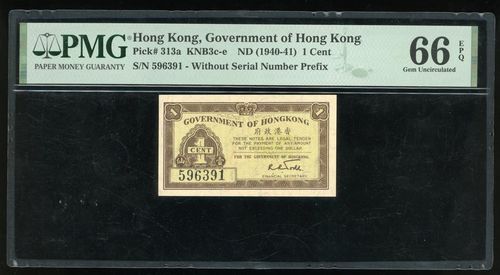 PMG
PAPER MONEY GUARANTY
Hong Kong, Government of Hong Kong
Pick# 313a KNB3c-e ND (1940-41) 1 Cent
S/N 596391 - Without Serial Number Prefix
66 EPQ
Gem Uncirculated
1 1
GOVERNMENT OF HONGKONG
府政港香
THESE NOTES ARE LEGAL TENDER
FOR THE PAYMENT OF ANY AMOUNT
NOT EXCEEDING ONE DOLLAR.
FOR THE GOVERNMENT OF HONGKONG.
1
CENT
596391
FINANCIAL SECRETARY.